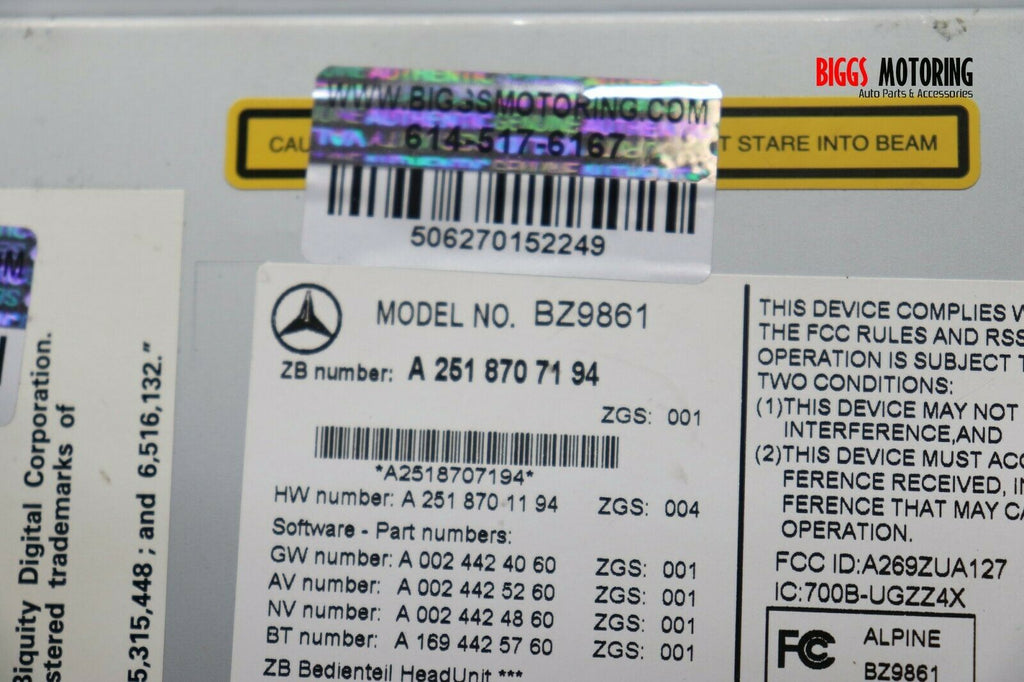 BIGGS MOTORING
Auto Parts & Accessories
WWW.BIGGSMOTORING.COM
614-517-6167
CAU
T STARE INTO BEAM
506270152249
MODEL NO. BZ9861
ZB number: A 251 870 71 94
ZGS: 001
*A2518707194*
HW number: A 251 870 11 94 ZGS: 004
Software - Part numbers:
GW number: A 002 442 40 60 ZGS: 001
AV number: A 002 442 52 60 ZGS: 001
NV number: A 002 442 48 60 ZGS: 001
BT number: A 169 442 57 60 ZGS: 001
ZB Bedienteil HeadUnit ***
THIS DEVICE COMPLIES
THE FCC RULES AND RSS
OPERATION IS SUBJECT
TWO CONDITIONS:
(1)THIS DEVICE MAY NOT
INTERFERENCE,AND
(2)THIS DEVICE MUST ACC
FERENCE RECEIVED, IN
FERENCE THAT MAY CA
OPERATION.
FCC ID:A269ZUA127
IC:700B-UGZZ4X
FC ALPINE
BZ9861
Biquity Digital Corporation.
stered trademarks of
5,315,448 ; and 6,516,132."